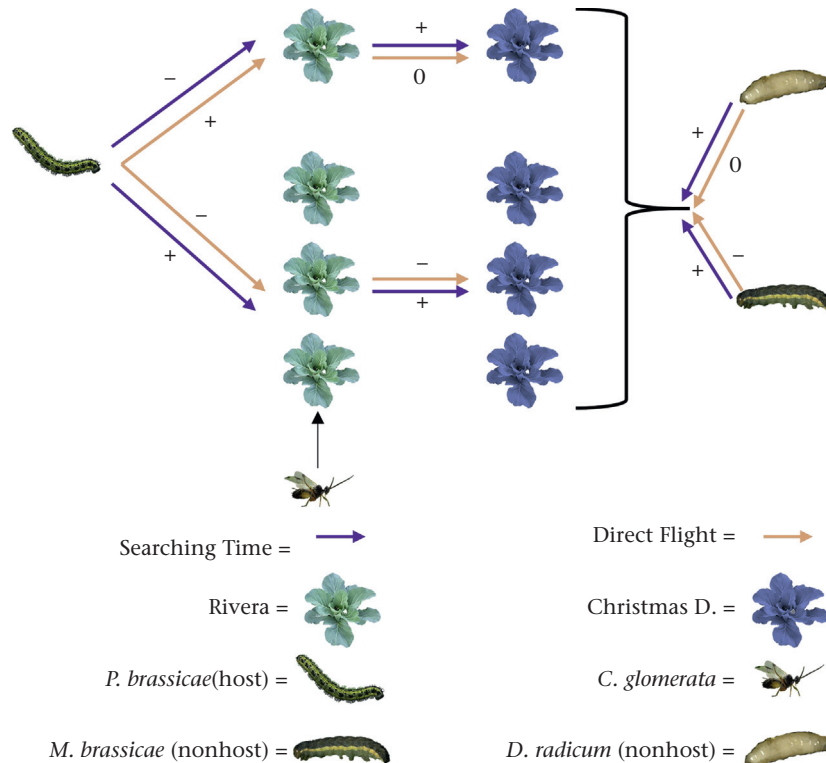 +
0
–
+
+
0
–
+
–
+
–
+
Searching Time =
Direct Flight =
Rivera =
Christmas D. =
P. brassicae(host) =
C. glomerata =
M. brassicae (nonhost) =
D. radicum (nonhost) =